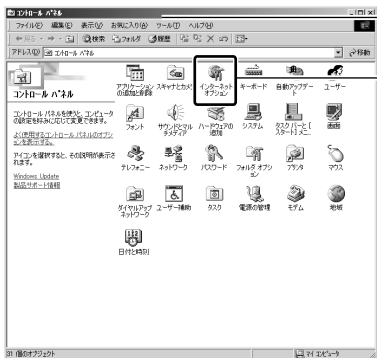 コントロール パネル
ファイル(F) 編集(E) 表示(V) お気に入り(A) ツール(T) ヘルプ(H)
戻る 検索 フォルダ 履歴
アドレス(D) コントロール パネル 移動
コントロール パネル
コントロール パネルを使うと、コンピュータの設定を好みに応じて変更できます。
よく使用するコントロール パネルのオプションを表示する。
アイコンを選択すると、その説明が表示されます。
Windows Update
製品サポート情報
アプリケーションの追加と削除 スキャナとカメラ インターネット オプション キーボード 自動アップデート ユーザー
フォント サウンドとマルチメディア ハードウェアの追加 システム タスク バーと [スタート] メニ... 画面
テレフォニー ネットワーク パスワード フォルダ オプション プリンタ マウス
ダイヤルアップ ネットワーク ユーザー補助 タスク 電源の管理 モデム 地域
日付と時刻
31 個のオブジェクト マイ コンピュータ